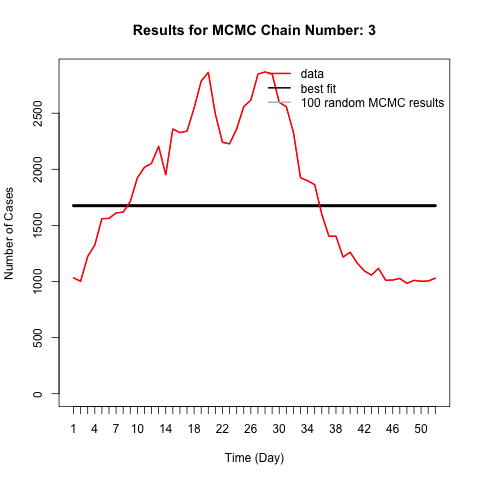 Results for MCMC Chain Number: 3
data
best fit
100 random MCMC results
Number of Cases
0
500
1000
1500
2000
2500
1 4 7 10 14 18 22 26 30 34 38 42 46 50
Time (Day)